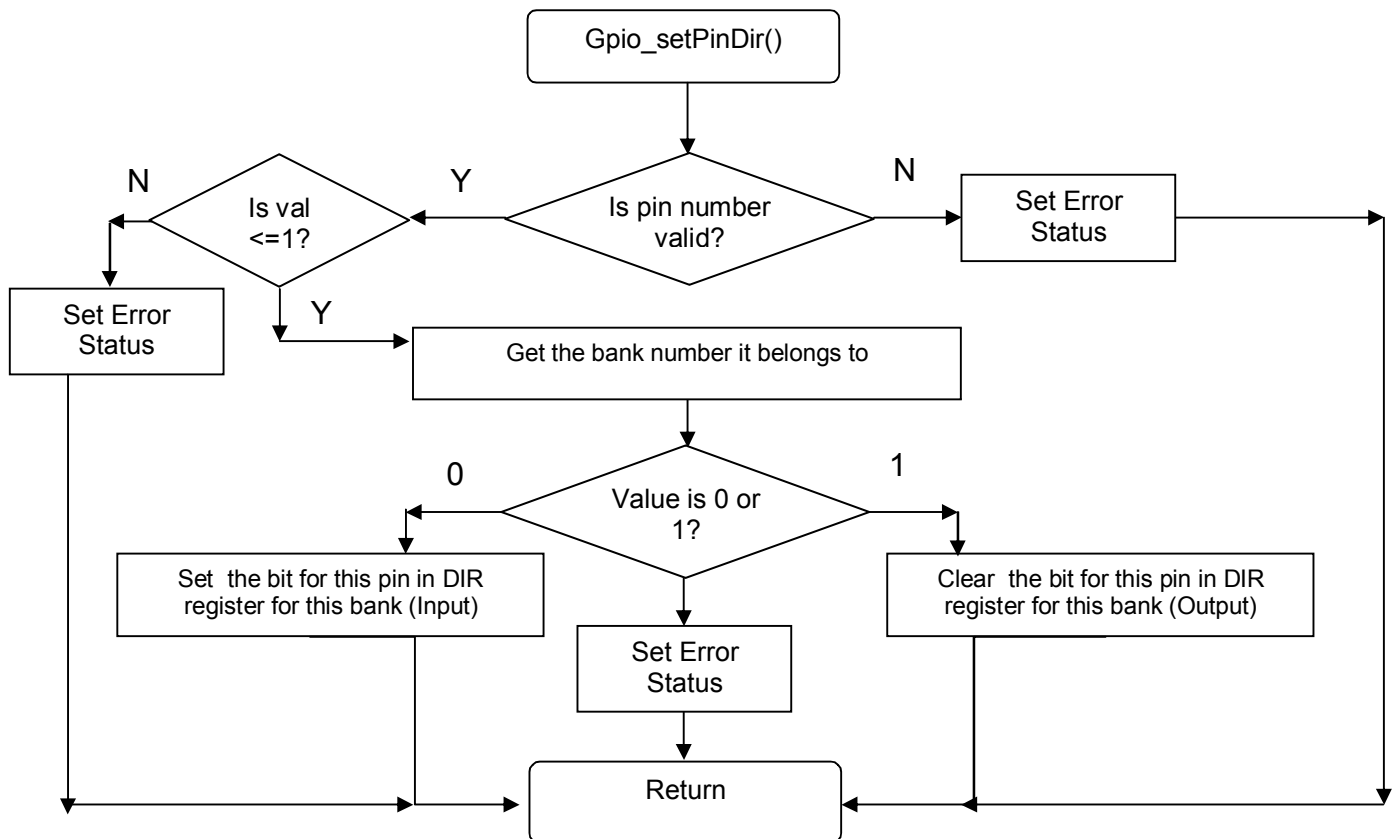 Gpio_setPinDir()
N
Y
N
Is val
<=1?
Is pin number
valid?
Set Error
Status
Set Error
Status
Y
Get the bank number it belongs to
0
1
Value is 0 or
1?
Set the bit for this pin in DIR
register for this bank (Input)
Clear the bit for this pin in DIR
register for this bank (Output)
Set Error
Status
Return